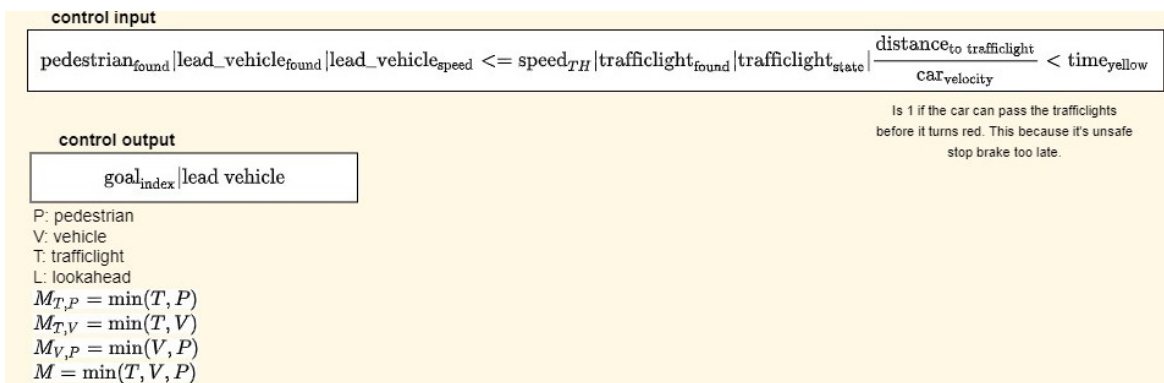 control input
pedestrian_found|lead_vehicle_found|lead_vehicle_speed <= speed_TH|trafficlight_found|trafficlight_state|distance_to trafficlight/car_velocity < time_yellow
Is 1 if the car can pass the trafficlights
before it turns red. This because it's unsafe
stop brake too late.
control output
goal_index|lead vehicle
P: pedestrian
V: vehicle
T: trafficlight
L: lookahead
M_T,P = min(T, P)
M_T,V = min(T, V)
M_V,P = min(V, P)
M = min(T, V, P)